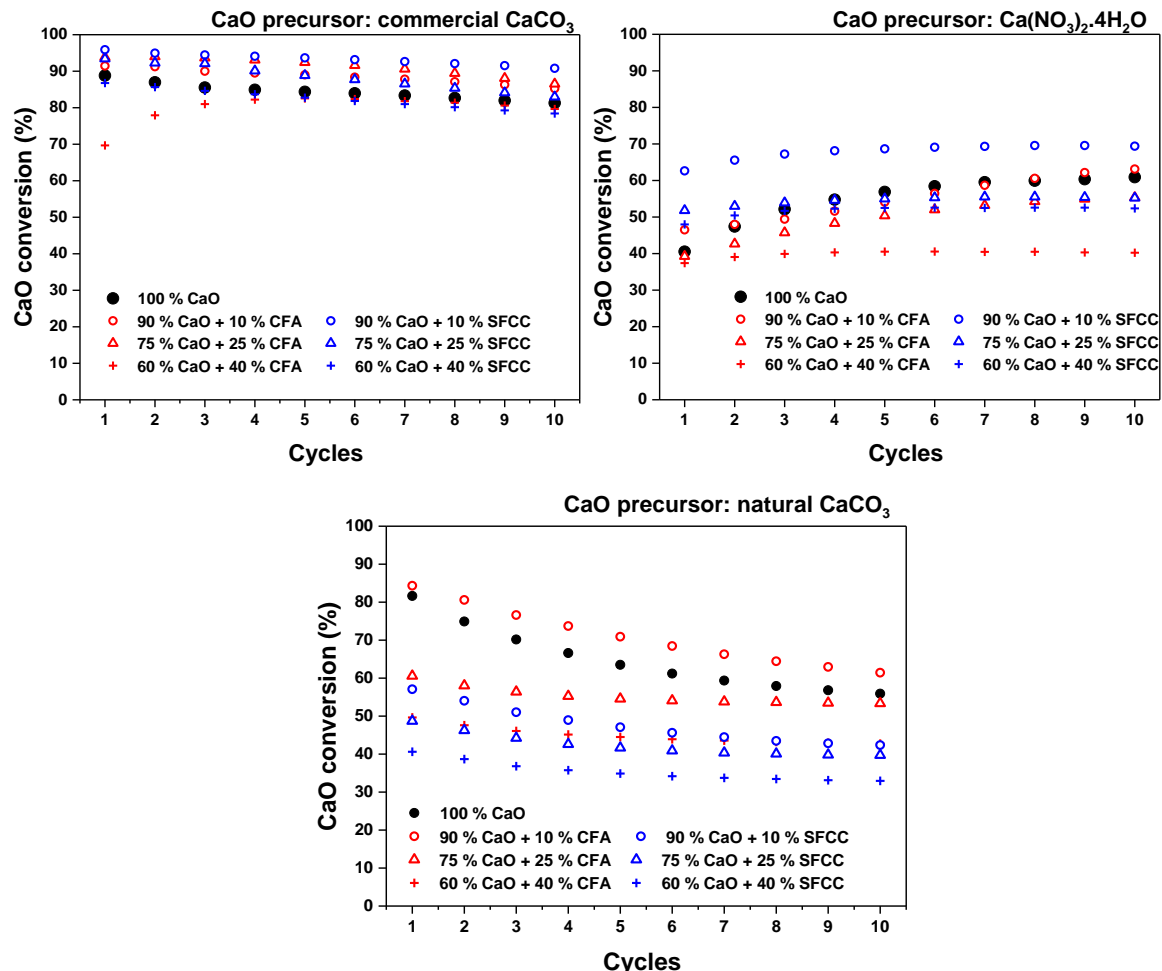 CaO precursor: commercial CaCO₃
CaO conversion (%)
100
90
80
70
60
50
40
30
20
10
0
100 % CaO
90 % CaO + 10 % CFA
90 % CaO + 10 % SFCC
75 % CaO + 25 % CFA
75 % CaO + 25 % SFCC
60 % CaO + 40 % CFA
60 % CaO + 40 % SFCC
1 2 3 4 5 6 7 8 9 10
Cycles
CaO precursor: Ca(NO₃)₂.4H₂O
CaO conversion (%)
100
90
80
70
60
50
40
30
20
10
0
100 % CaO
90 % CaO + 10 % CFA
90 % CaO + 10 % SFCC
75 % CaO + 25 % CFA
75 % CaO + 25 % SFCC
60 % CaO + 40 % CFA
60 % CaO + 40 % SFCC
1 2 3 4 5 6 7 8 9 10
Cycles
CaO precursor: natural CaCO₃
CaO conversion (%)
100
90
80
70
60
50
40
30
20
10
0
100 % CaO
90 % CaO + 10 % CFA
90 % CaO + 10 % SFCC
75 % CaO + 25 % CFA
75 % CaO + 25 % SFCC
60 % CaO + 40 % CFA
60 % CaO + 40 % SFCC
1 2 3 4 5 6 7 8 9 10
Cycles